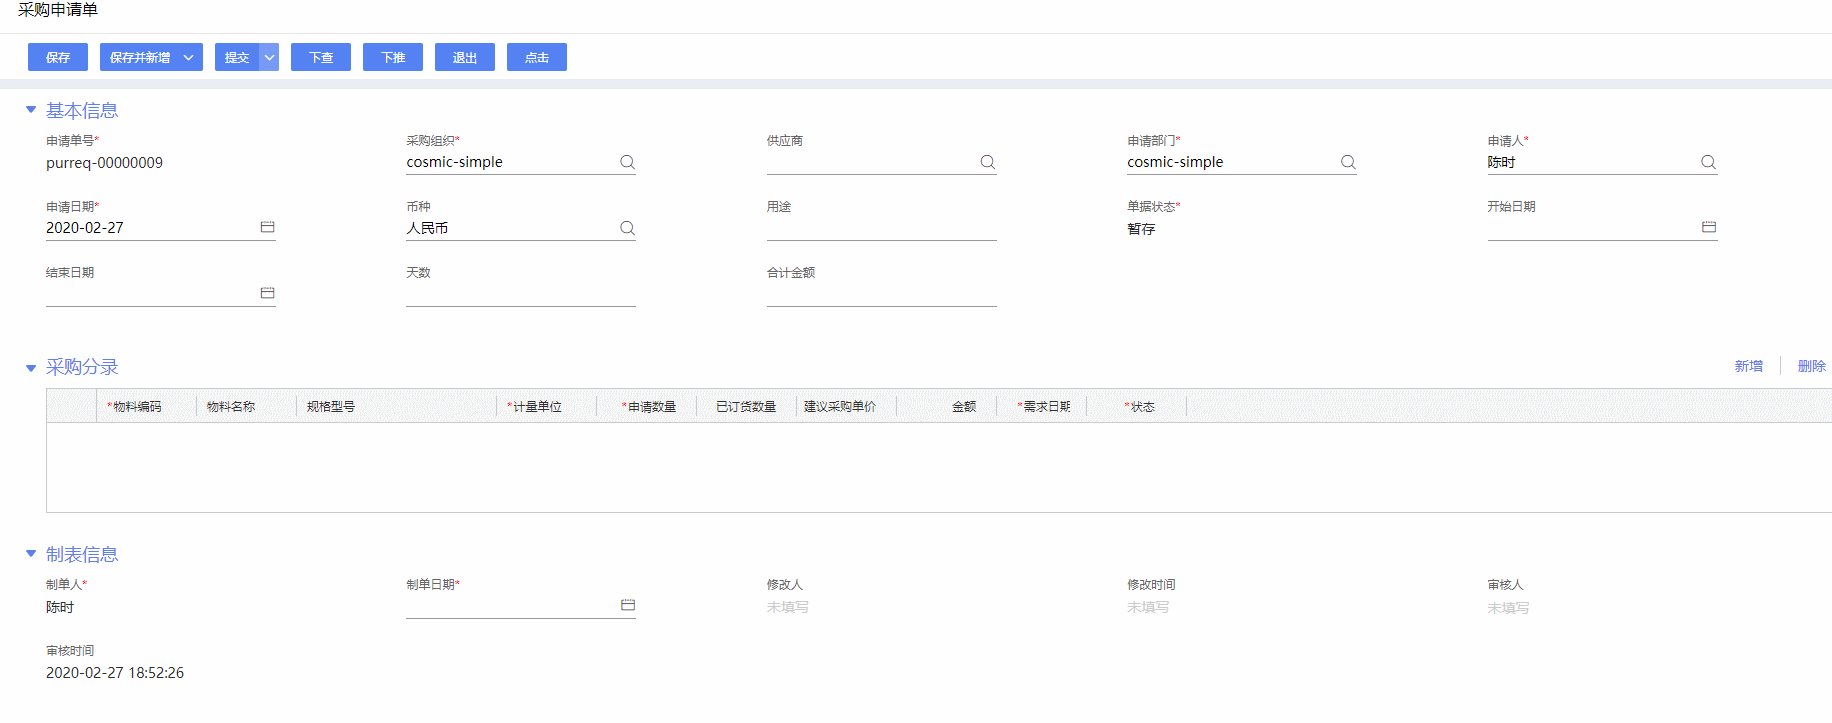 采购申请单
保存 保存并新增 提交 下查 下推 退出 点击
基本信息
申请单号* 采购组织* 供应商 申请部门* 申请人*
purreq-00000009 cosmic-simple cosmic-simple 陈时
申请日期* 币种 用途 单据状态* 开始日期
2020-02-27 人民币 暂存
结束日期 天数 合计金额
采购分录 新增 删除
*物料编码 物料名称 规格型号 *计量单位 *申请数量 已订货数量 建议采购单价 金额 *需求日期 *状态
制表信息
制单人* 制单日期* 修改人 修改时间 审核人
陈时 未填写 未填写 未填写
审核时间
2020-02-27 18:52:26